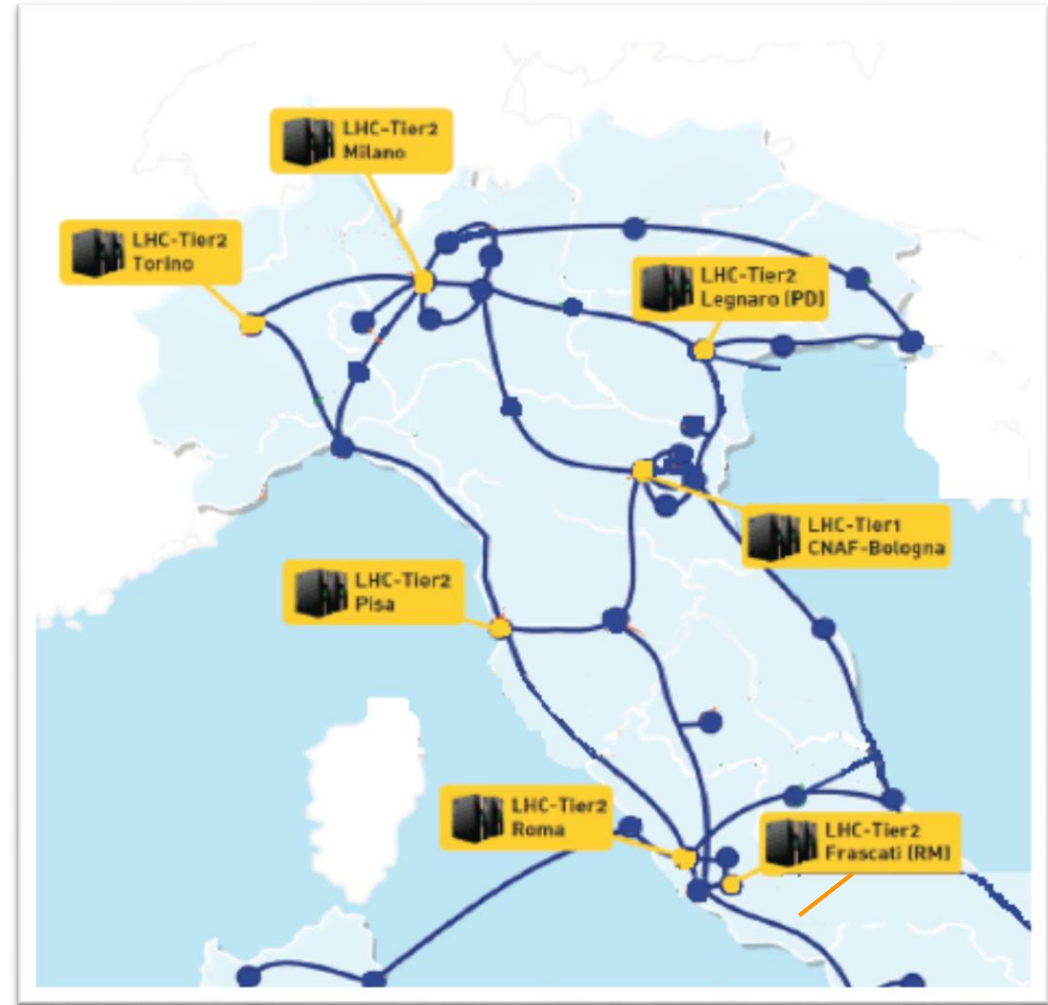 LHC-Tier2
Milano
LHC-Tier2
Torino
LHC-Tier2
Legnaro (PD)
LHC-Tier1
CNAF-Bologna
LHC-Tier2
Pisa
LHC-Tier2
Roma
LHC-Tier2
Frascati (RM)